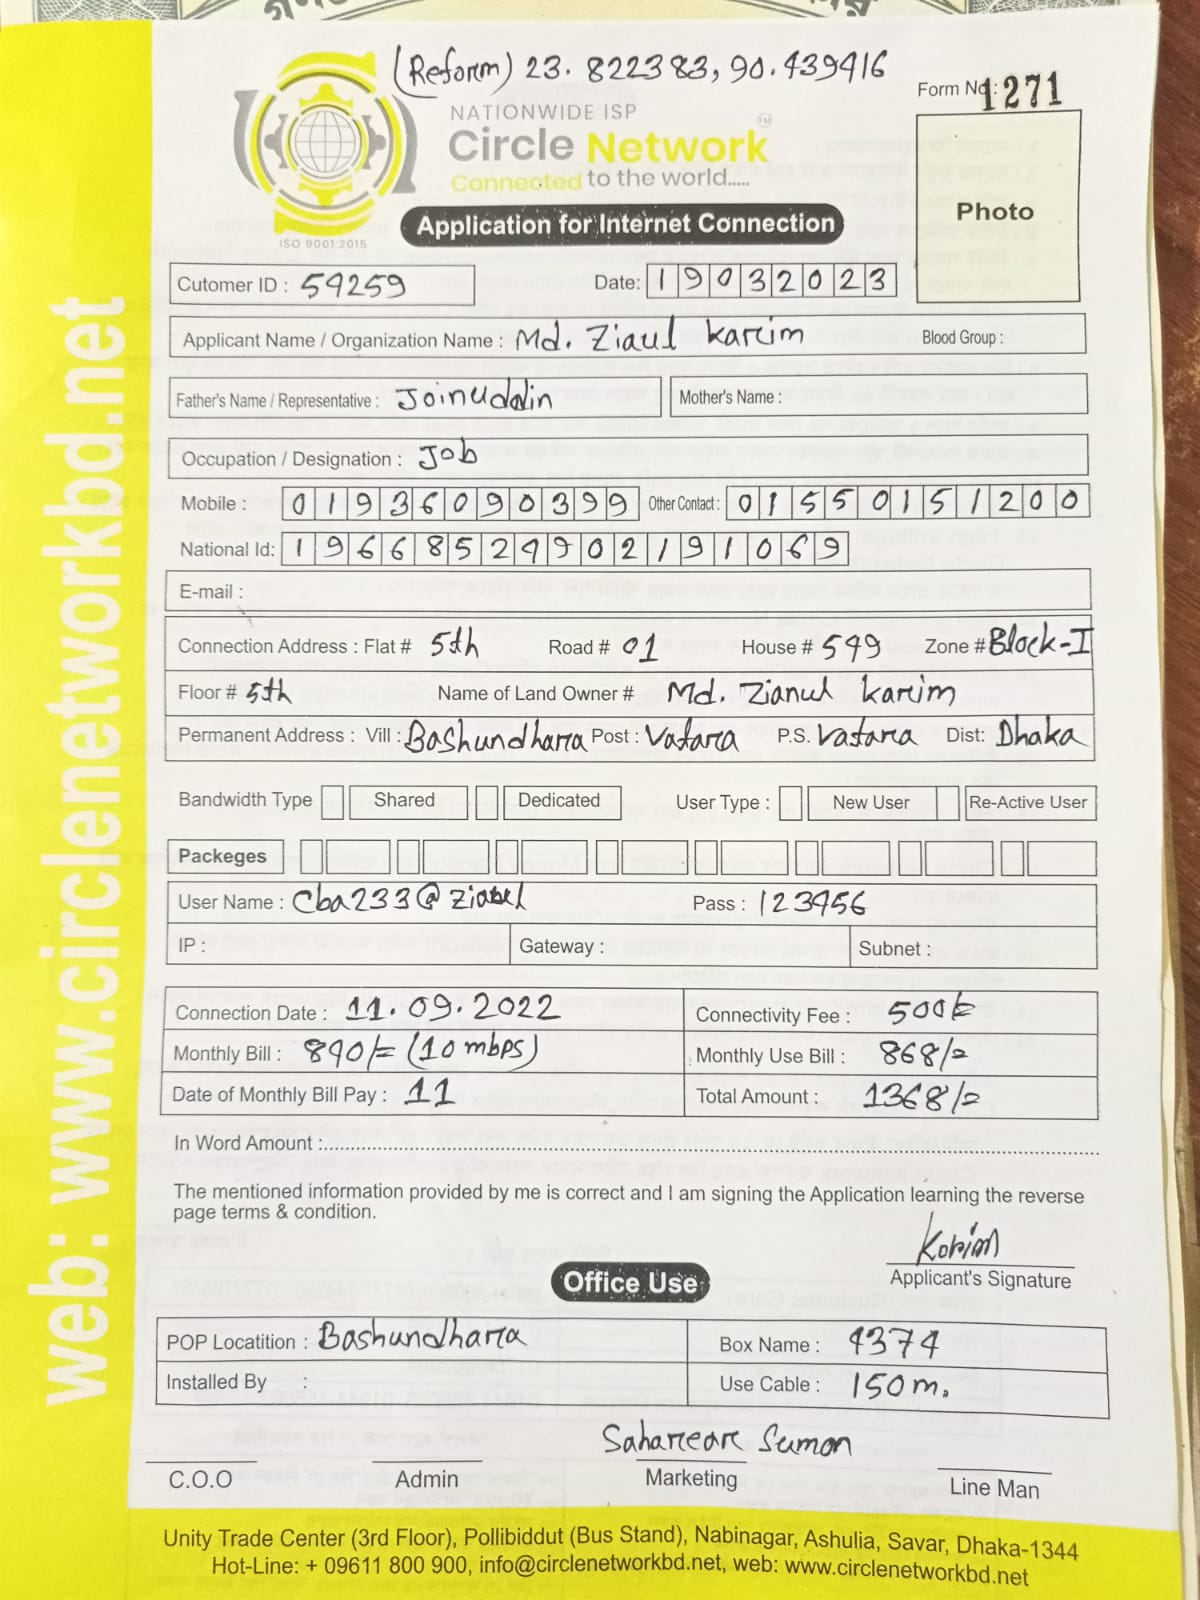 (Reform) 23.822383, 90.439416
Form No: 1271
NATIONWIDE ISP
Circle Network TM
Connected to the world.....
ISO 9001:2015
Application for Internet Connection
Photo
Cutomer ID : 59259
Date: 19032023
Applicant Name / Organization Name : Md. Ziaul Karim
Blood Group :
Father's Name / Representative : Joinuddin
Mother's Name :
Occupation / Designation : Job
Mobile : 01936090399 Other Contact : 01550151200
National Id: 19668529902191069
E-mail :
Connection Address : Flat # 5th Road # 01 House # 549 Zone # Block-I
Floor # 5th Name of Land Owner # Md. Zianul Karim
Permanent Address : Vill : Bashundhara Post : Vatara P.S. Vatara Dist: Dhaka
Bandwidth Type Shared Dedicated User Type : New User Re-Active User
Packeges
User Name : Cba233@ Pass : 123456
IP : Gateway : Subnet :
Connection Date : 11.09.2022 Connectivity Fee : 500/=
Monthly Bill : 890/= (10 mbps) Monthly Use Bill : 868/=
Date of Monthly Bill Pay : 11 Total Amount : 1368/=
In Word Amount :
The mentioned information provided by me is correct and I am signing the Application learning the reverse
page terms & condition.
Karim
Applicant's Signature
Office Use
POP Locatition : Bashundhara Box Name : 4374
Installed By : Use Cable : 150m.
Sahareare Sumon
C.O.O Admin Marketing Line Man
Unity Trade Center (3rd Floor), Pollibiddut (Bus Stand), Nabinagar, Ashulia, Savar, Dhaka-1344
Hot-Line: + 09611 800 900, info@circlenetworkbd.net, web: www.circlenetworkbd.net
web: www.circlenetworkbd.net